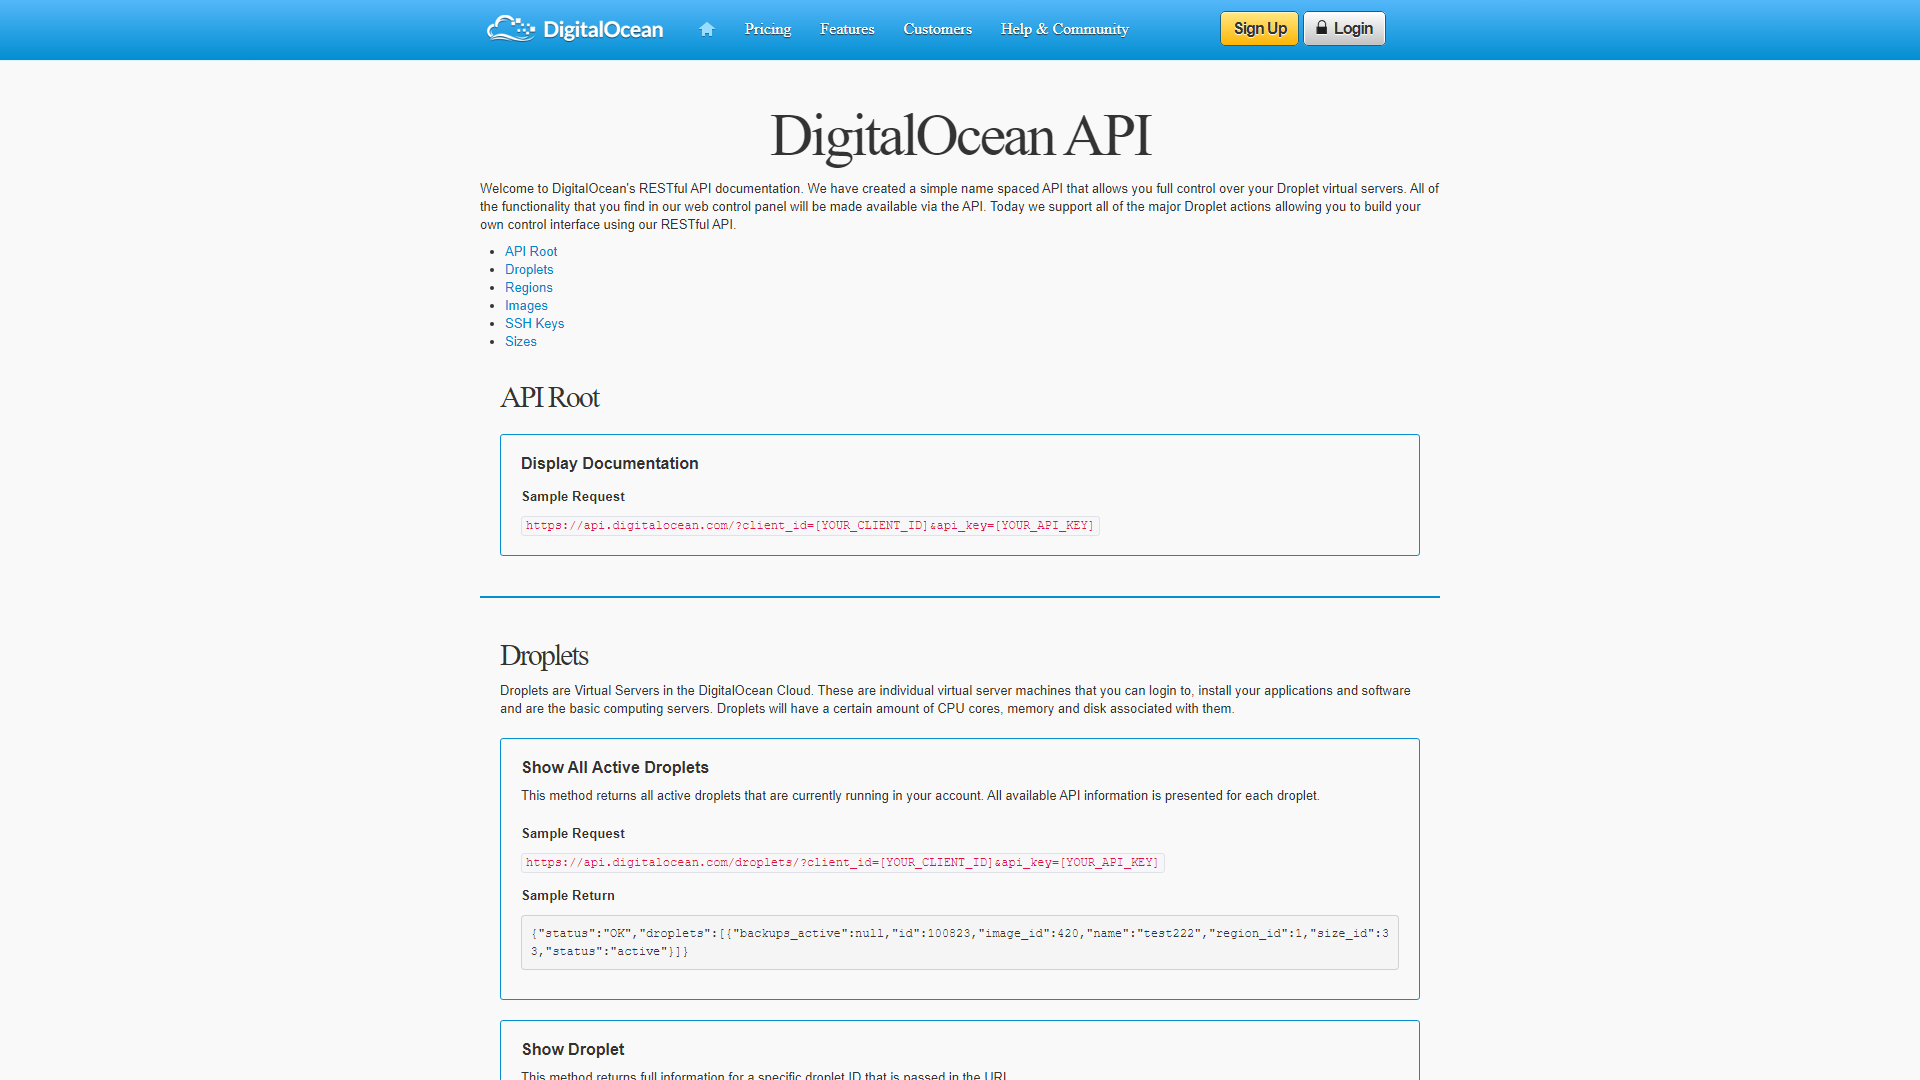 DigitalOcean
Pricing
Features
Customers
Help & Community
Sign Up
Login
DigitalOcean API
Welcome to DigitalOcean's RESTful API documentation. We have created a simple name spaced API that allows you full control over your Droplet virtual servers. All of
the functionality that you find in our web control panel will be made available via the API. Today we support all of the major Droplet actions allowing you to build your
own control interface using our RESTful API.
• API Root
• Droplets
• Regions
• Images
• SSH Keys
• Sizes
API Root
Display Documentation
Sample Request
https://api.digitalocean.com/?client_id=[YOUR_CLIENT_ID]&api_key=[YOUR_API_KEY]
Droplets
Droplets are Virtual Servers in the DigitalOcean Cloud. These are individual virtual server machines that you can login to, install your applications and software
and are the basic computing servers. Droplets will have a certain amount of CPU cores, memory and disk associated with them.
Show All Active Droplets
This method returns all active droplets that are currently running in your account. All available API information is presented for each droplet.
Sample Request
https://api.digitalocean.com/droplets/?client_id=[YOUR_CLIENT_ID]&api_key=[YOUR_API_KEY]
Sample Return
{"status":"OK","droplets":[{"backups_active":null,"id":100823,"image_id":420,"name":"test222","region_id":1,"size_id":3
3,"status":"active"}]}
Show Droplet
This method returns full information for a specific droplet ID that is passed in the URL.